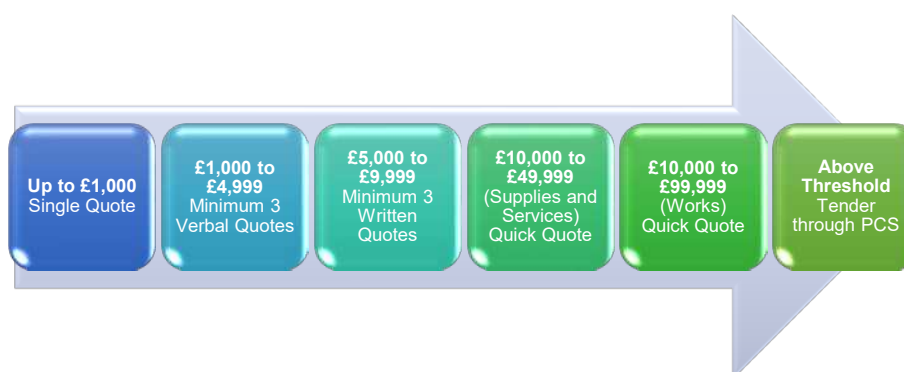 Up to £1,000
Single Quote
£1,000 to
£4,999
Minimum 3
Verbal Quotes
£5,000 to
£9,999
Minimum 3
Written
Quotes
£10,000 to
£49,999
(Supplies and
Services)
Quick Quote
£10,000 to
£99,999
(Works)
Quick Quote
Above
Threshold
Tender
through PCS